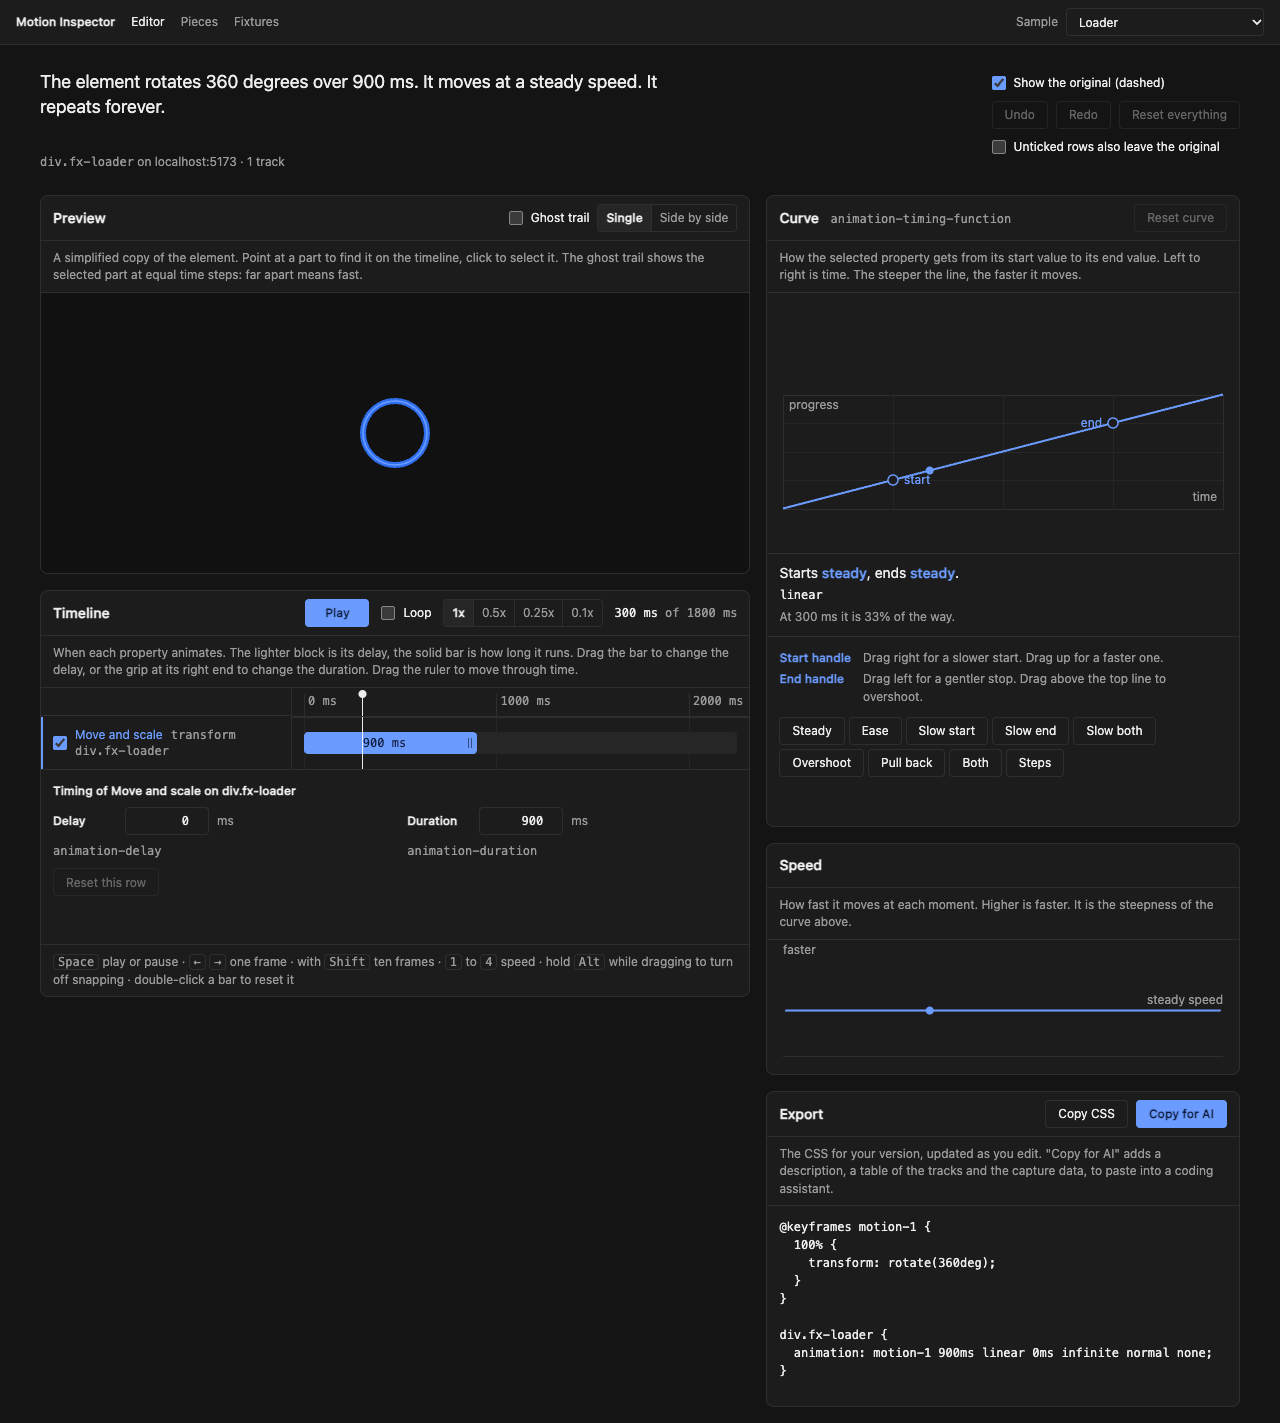 Motion Inspector Editor Pieces Fixtures Sample Loader
The element rotates 360 degrees over 900 ms. It moves at a steady speed. It
repeats forever.
div.fx-loader on localhost:5173 · 1 track
Show the original (dashed)
Undo Redo Reset everything
Unticked rows also leave the original
Preview Ghost trail Single Side by side
A simplified copy of the element. Point at a part to find it on the timeline, click to select it. The ghost trail shows the
selected part at equal time steps: far apart means fast.
Timeline Play Loop 1x 0.5x 0.25x 0.1x 300 ms of 1800 ms
When each property animates. The lighter block is its delay, the solid bar is how long it runs. Drag the bar to change the
delay, or the grip at its right end to change the duration. Drag the ruler to move through time.
0 ms 1000 ms 2000 ms
Move and scale transform
div.fx-loader
900 ms
Timing of Move and scale on div.fx-loader
Delay 0 ms Duration 900 ms
animation-delay animation-duration
Reset this row
Space play or pause · ← → one frame · with Shift ten frames · 1 to 4 speed · hold Alt while dragging to turn
off snapping · double-click a bar to reset it
Curve animation-timing-function Reset curve
How the selected property gets from its start value to its end value. Left to
right is time. The steeper the line, the faster it moves.
progress
end
start
time
Starts steady, ends steady.
linear
At 300 ms it is 33% of the way.
Start handle Drag right for a slower start. Drag up for a faster one.
End handle Drag left for a gentler stop. Drag above the top line to
overshoot.
Steady Ease Slow start Slow end Slow both
Overshoot Pull back Both Steps
Speed
How fast it moves at each moment. Higher is faster. It is the steepness of the
curve above.
faster
steady speed
Export Copy CSS Copy for AI
The CSS for your version, updated as you edit. "Copy for AI" adds a
description, a table of the tracks and the capture data, to paste into a coding
assistant.
@keyframes motion-1 {
  100% {
    transform: rotate(360deg);
  }
}
div.fx-loader {
  animation: motion-1 900ms linear 0ms infinite normal none;
}